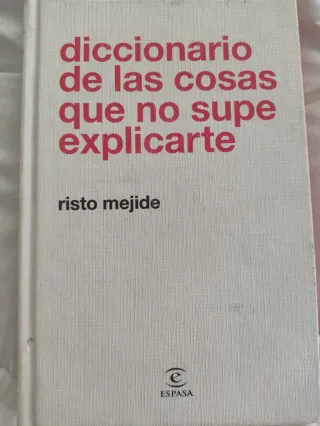 diccionario
de las cosas
que no supe
explicarte
risto mejide
e
ESPASA